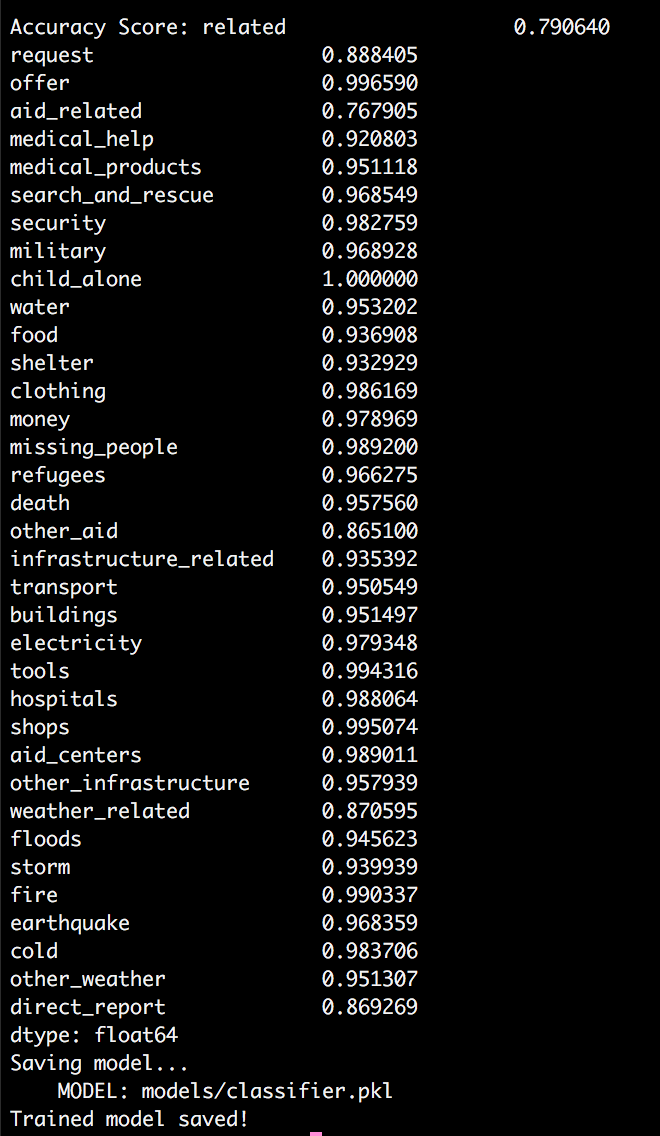 Accuracy Score: related                   0.790640
request                   0.888405
offer                     0.996590
aid_related               0.767905
medical_help              0.920803
medical_products          0.951118
search_and_rescue         0.968549
security                  0.982759
military                  0.968928
child_alone               1.000000
water                     0.953202
food                      0.936908
shelter                   0.932929
clothing                  0.986169
money                     0.978969
missing_people            0.989200
refugees                  0.966275
death                     0.957560
other_aid                 0.865100
infrastructure_related    0.935392
transport                 0.950549
buildings                 0.951497
electricity               0.979348
tools                     0.994316
hospitals                 0.988064
shops                     0.995074
aid_centers               0.989011
other_infrastructure      0.957939
weather_related           0.870595
floods                    0.945623
storm                     0.939939
fire                      0.990337
earthquake                0.968359
cold                      0.983706
other_weather             0.951307
direct_report             0.869269
dtype: float64
Saving model...
    MODEL: models/classifier.pkl
Trained model saved!